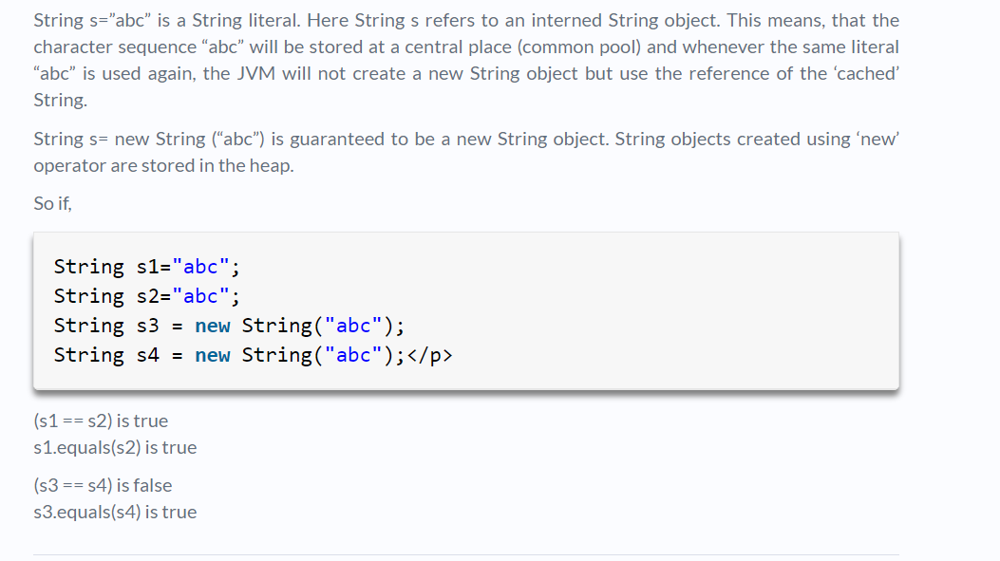 String s=”abc” is a String literal. Here String s refers to an interned String object. This means, that the
character sequence “abc” will be stored at a central place (common pool) and whenever the same literal
“abc” is used again, the JVM will not create a new String object but use the reference of the ‘cached’
String.
String s= new String (“abc”) is guaranteed to be a new String object. String objects created using ‘new’
operator are stored in the heap.
So if,
String s1="abc";
String s2="abc";
String s3 = new String("abc");
String s4 = new String("abc");</p>
(s1 == s2) is true
s1.equals(s2) is true
(s3 == s4) is false
s3.equals(s4) is true